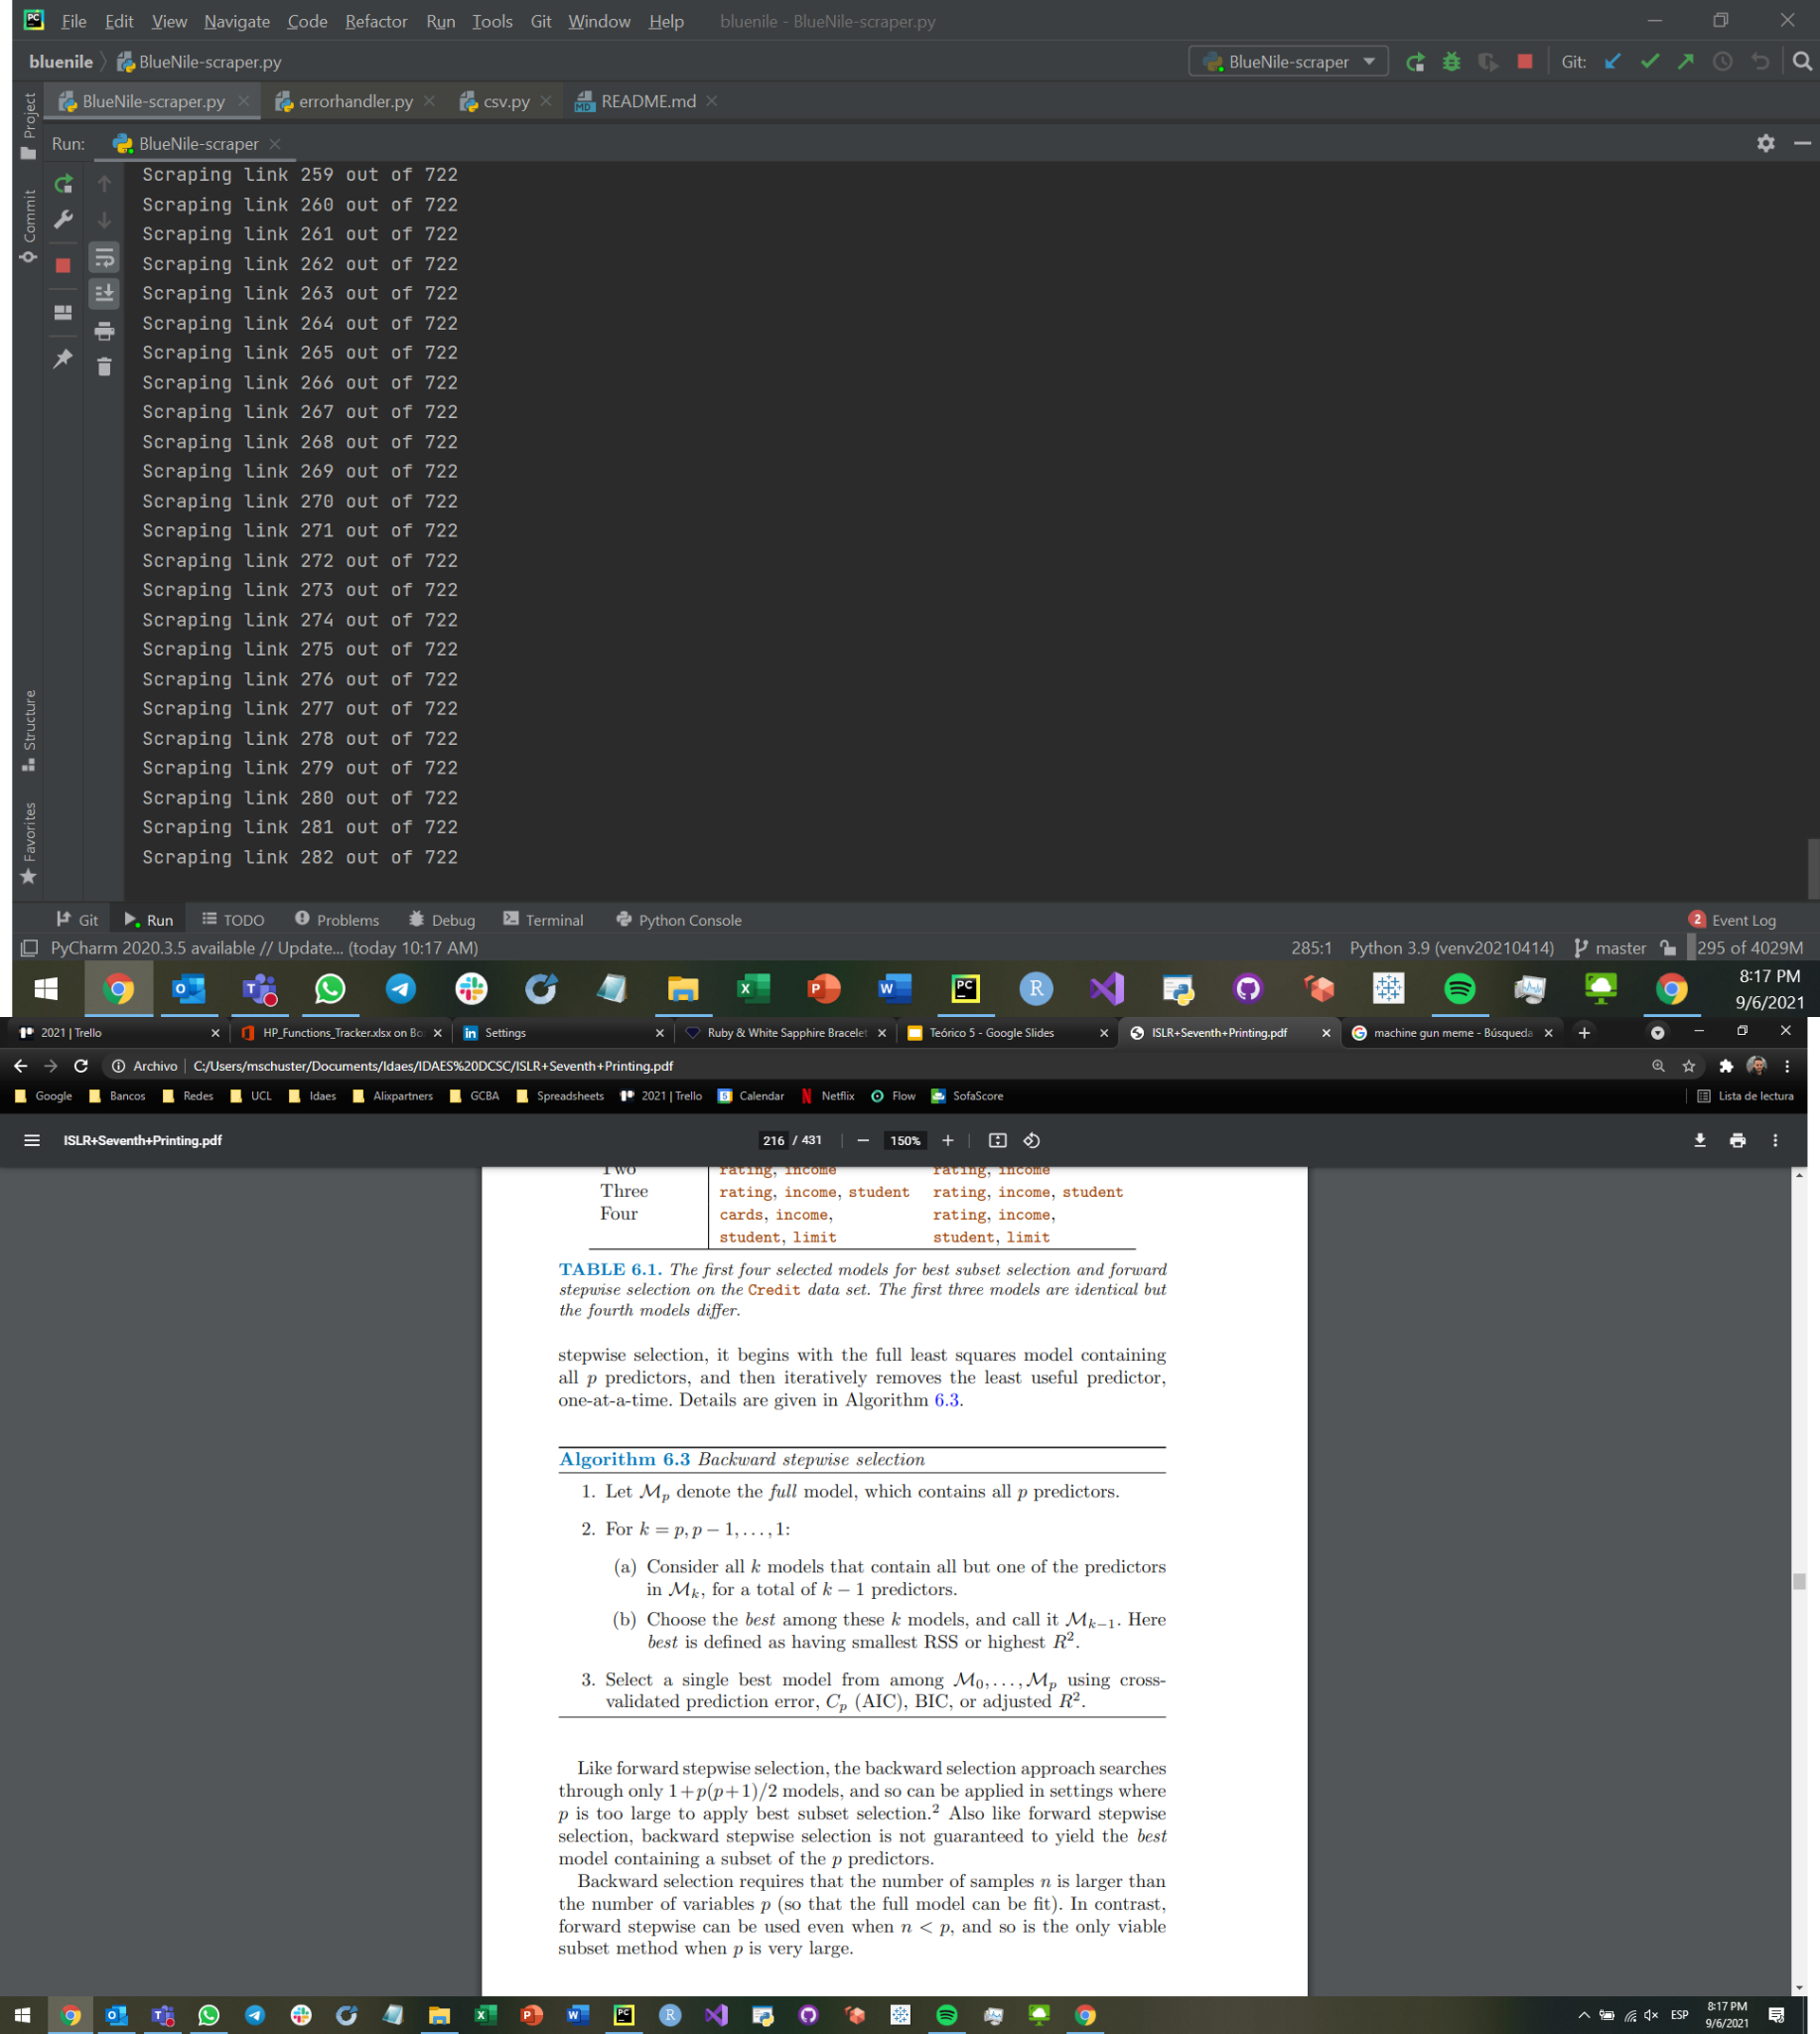 File Edit View Navigate Code Refactor Run Tools Git Window Help bluenile - BlueNile-scraper.py
bluenile BlueNile-scraper.py BlueNile-scraper Git:
BlueNile-scraper.py errorhandler.py csv.py README.md
Project
Commit
Structure
Favorites
Run: BlueNile-scraper
Scraping link 259 out of 722
Scraping link 260 out of 722
Scraping link 261 out of 722
Scraping link 262 out of 722
Scraping link 263 out of 722
Scraping link 264 out of 722
Scraping link 265 out of 722
Scraping link 266 out of 722
Scraping link 267 out of 722
Scraping link 268 out of 722
Scraping link 269 out of 722
Scraping link 270 out of 722
Scraping link 271 out of 722
Scraping link 272 out of 722
Scraping link 273 out of 722
Scraping link 274 out of 722
Scraping link 275 out of 722
Scraping link 276 out of 722
Scraping link 277 out of 722
Scraping link 278 out of 722
Scraping link 279 out of 722
Scraping link 280 out of 722
Scraping link 281 out of 722
Scraping link 282 out of 722
Git Run TODO Problems Debug Terminal Python Console 2 Event Log
PyCharm 2020.3.5 available // Update... (today 10:17 AM) 285:1 Python 3.9 (venv20210414) master 295 of 4029M
8:17 PM
9/6/2021
2021 | Trello HP_Functions_Tracker.xlsx on Bo Settings Ruby & White Sapphire Bracelet Teórico 5 - Google Slides ISLR+Seventh+Printing.pdf machine gun meme - Búsqueda
Archivo C:/Users/mschuster/Documents/Idaes/IDAES%20DCSC/ISLR+Seventh+Printing.pdf
Google Bancos Redes UCL Idaes Alixpartners GCBA Spreadsheets 2021 | Trello Calendar Netflix Flow SofaScore Lista de lectura
ISLR+Seventh+Printing.pdf 216 / 431 150%
Two rating, income rating, income
Three rating, income, student rating, income, student
Four cards, income, rating, income,
student, limit student, limit
TABLE 6.1. The first four selected models for best subset selection and forward
stepwise selection on the Credit data set. The first three models are identical but
the fourth models differ.
stepwise selection, it begins with the full least squares model containing
all p predictors, and then iteratively removes the least useful predictor,
one-at-a-time. Details are given in Algorithm 6.3.
Algorithm 6.3 Backward stepwise selection
1. Let Mp denote the full model, which contains all p predictors.
2. For k = p, p − 1, . . . , 1:
(a) Consider all k models that contain all but one of the predictors
in Mk, for a total of k − 1 predictors.
(b) Choose the best among these k models, and call it Mk−1. Here
best is defined as having smallest RSS or highest R².
3. Select a single best model from among M0, . . . , Mp using cross-
validated prediction error, Cp (AIC), BIC, or adjusted R².
Like forward stepwise selection, the backward selection approach searches
through only 1+p(p+1)/2 models, and so can be applied in settings where
p is too large to apply best subset selection.² Also like forward stepwise
selection, backward stepwise selection is not guaranteed to yield the best
model containing a subset of the p predictors.
Backward selection requires that the number of samples n is larger than
the number of variables p (so that the full model can be fit). In contrast,
forward stepwise can be used even when n < p, and so is the only viable
subset method when p is very large.
ESP 8:17 PM
9/6/2021